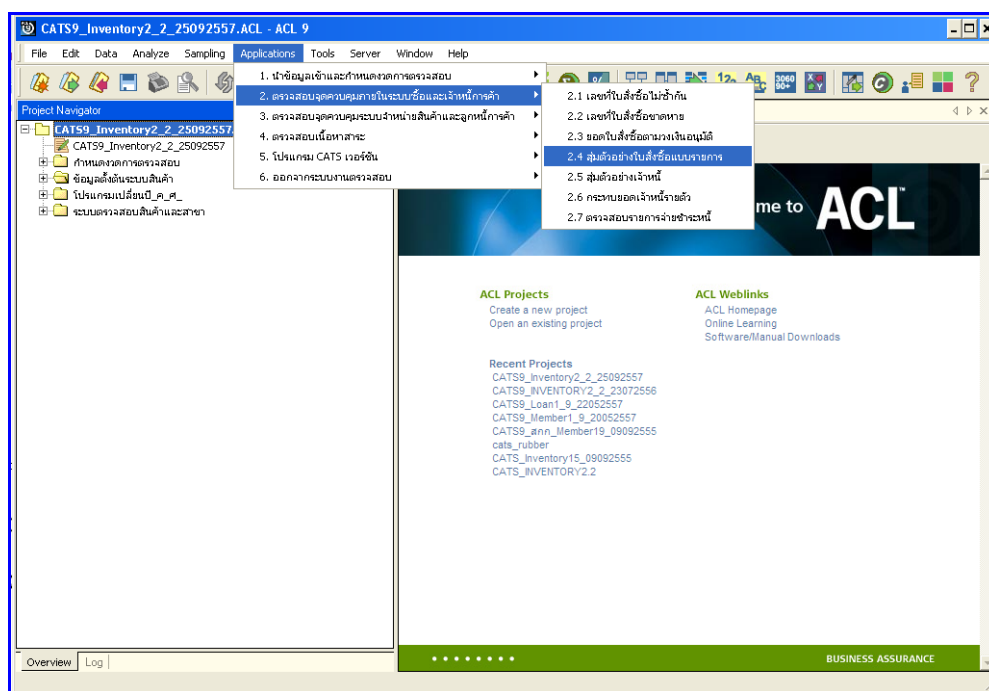 CATS9_Inventory2_2_25092557.ACL - ACL 9
File Edit Data Analyze Sampling Applications Tools Server Window Help
1. นำข้อมูลเข้าและกำหนดงวดการตรวจสอบ
2. ตรวจสอบจุดควบคุมภายในระบบซื้อและเจ้าหนี้การค้า
3. ตรวจสอบจุดควบคุมระบบจำหน่ายสินค้าและลูกหนี้การค้า
4. ตรวจสอบเนื้อหาสาระ
5. โปรแกรม CATS เวอร์ชัน
6. ออกจากระบบงานตรวจสอบ
2.1 เลขที่ใบสั่งซื้อไม่ซ้ำกัน
2.2 เลขที่ใบสั่งซื้อขาดหาย
2.3 ยอดใบสั่งซื้อตามวงเงินอนุมัติ
2.4 สุ่มตัวอย่างใบสั่งซื้อแบบรายการ
2.5 สุ่มตัวอย่างเจ้าหนี้
2.6 กระทบยอดเจ้าหนี้รายตัว
2.7 ตรวจสอบรายการจ่ายชำระหนี้
Project Navigator
CATS9_Inventory2_2_25092557.
CATS9_Inventory2_2_25092557
กำหนดงวดการตรวจสอบ
ข้อมูลตั้งต้นระบบสินค้า
โปรแกรมเปลี่ยนปี_ค_ศ_
ระบบตรวจสอบสินค้าและสาขา
me to ACL™
ACL Projects
Create a new project
Open an existing project
ACL Weblinks
ACL Homepage
Online Learning
Software/Manual Downloads
Recent Projects
CATS9_Inventory2_2_25092557
CATS9_INVENTORY2_2_23072556
CATS9_Loan1_9_22052557
CATS9_Member1_9_20052557
CATS9_สกก_Member19_09092555
cats_rubber
CATS_Inventory15_09092555
CATS_INVENTORY2.2
BUSINESS ASSURANCE
Overview Log